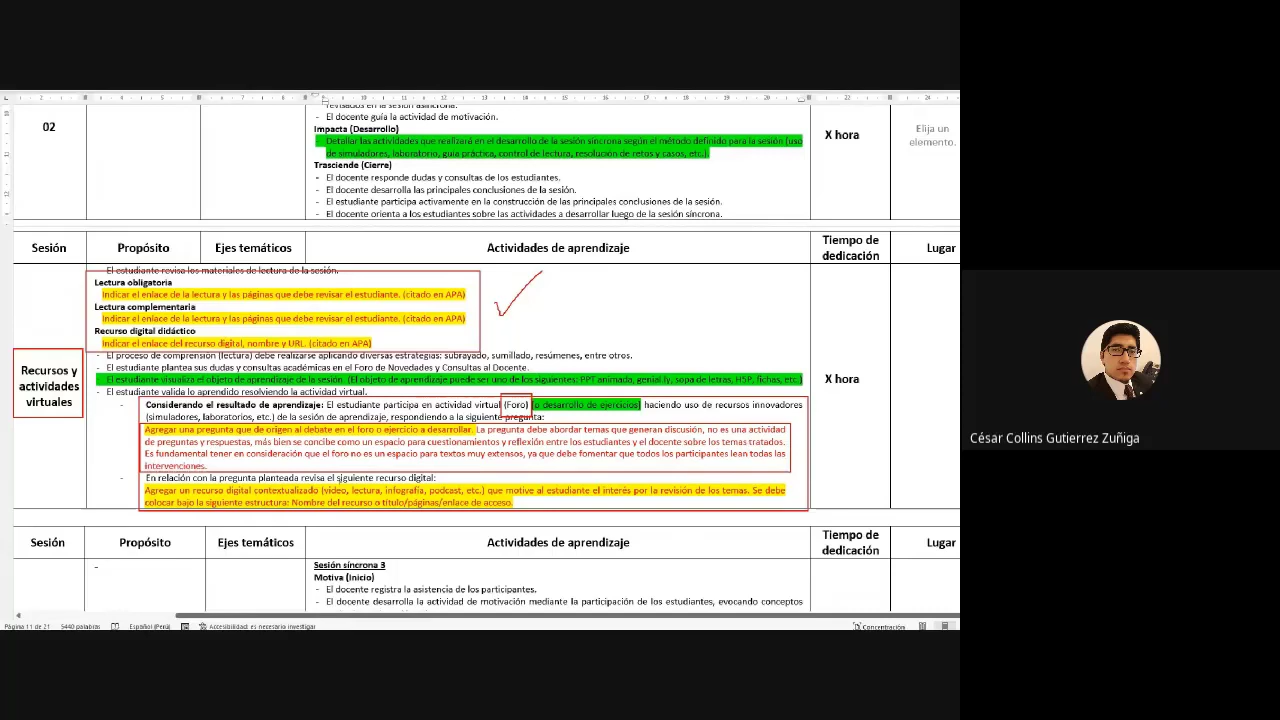 revisados en la sesión asíncrona.
- El docente guía la actividad de motivación.
02
Impacta (Desarrollo)
X hora
Elija un
elemento.
Detallar las actividades que realizará en el desarrollo de la sesión síncrona según el método definido para la sesión (uso
de simuladores, laboratorio, guía práctica, control de lectura, resolución de retos y casos, etc.).
Trasciende (Cierre)
- El docente responde dudas y consultas de los estudiantes.
- El docente desarrolla las principales conclusiones de la sesión.
- El estudiante participa activamente en la construcción de las principales conclusiones de la sesión.
- El docente orienta a los estudiantes sobre las actividades a desarrollar luego de la sesión síncrona.
Sesión Propósito Ejes temáticos Actividades de aprendizaje Tiempo de dedicación Lugar
- El estudiante revisa los materiales de lectura de la sesión.
Lectura obligatoria
Indicar el enlace de la lectura y las páginas que debe revisar el estudiante. (citado en APA)
Lectura complementaria
Indicar el enlace de la lectura y las páginas que debe revisar el estudiante. (citado en APA)
Recurso digital didáctico
Indicar el enlace del recurso digital, nombre y URL. (citado en APA)
- El proceso de comprensión (lectura) debe realizarse aplicando diversas estrategias: subrayado, sumillado, resúmenes, entre otros.
- El estudiante plantea sus dudas y consultas académicas en el Foro de Novedades y Consultas al Docente.
- El estudiante visualiza el objeto de aprendizaje de la sesión. (El objeto de aprendizaje puede ser uno de los siguientes: PPT animada, genial.ly, sopa de letras, H5P, fichas, etc.)
- El estudiante valida lo aprendido resolviendo la actividad virtual.
Recursos y
actividades
virtuales
X hora
- Considerando el resultado de aprendizaje: El estudiante participa en actividad virtual (Foro) (o desarrollo de ejercicios) haciendo uso de recursos innovadores
(simuladores, laboratorios, etc.) de la sesión de aprendizaje, respondiendo a la siguiente pregunta:
Agregar una pregunta que de origen al debate en el foro o ejercicio a desarrollar. La pregunta debe abordar temas que generan discusión, no es una actividad
de preguntas y respuestas, más bien se concibe como un espacio para cuestionamientos y reflexión entre los estudiantes y el docente sobre los temas tratados.
Es fundamental tener en consideración que el foro no es un espacio para textos muy extensos, ya que debe fomentar que todos los participantes lean todas las
intervenciones.
- En relación con la pregunta planteada revisa el siguiente recurso digital:
Agregar un recurso digital contextualizado (video, lectura, infografía, podcast, etc.) que motive al estudiante el interés por la revisión de los temas. Se debe
colocar bajo la siguiente estructura: Nombre del recurso o título/páginas/enlace de acceso.
Sesión Propósito Ejes temáticos Actividades de aprendizaje Tiempo de dedicación Lugar
-
Sesión síncrona 3
Motiva (Inicio)
- El docente registra la asistencia de los participantes.
- El docente desarrolla la actividad de motivación mediante la participación de los estudiantes, evocando conceptos
Página 11 de 21 5440 palabras Español (Perú) Accesibilidad: es necesario investigar Concentración
César Collins Gutierrez Zuñiga